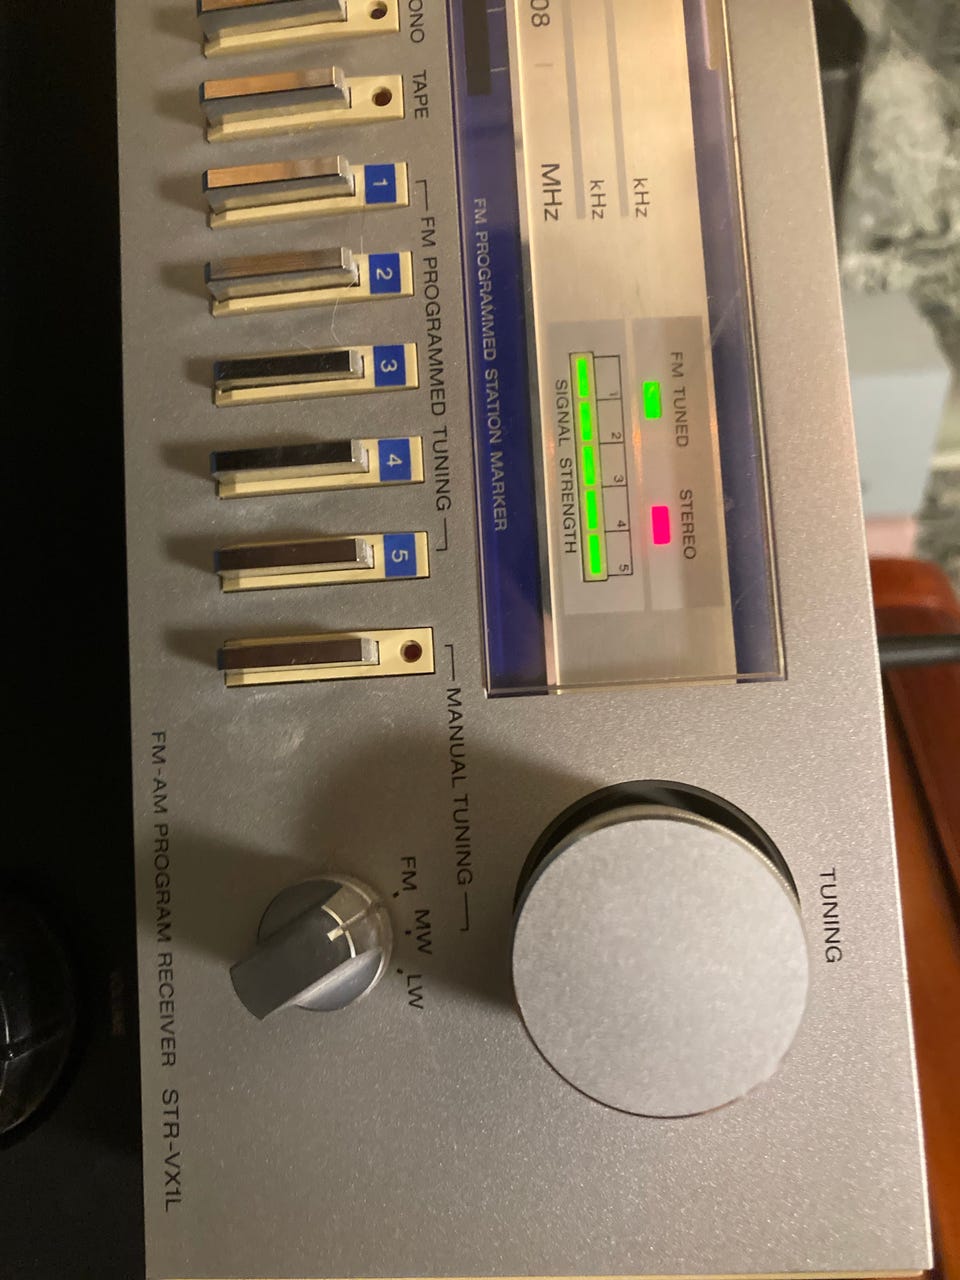 08
MHz
kHz
kHz
FM TUNED
STEREO
1 2 3 4 5
SIGNAL STRENGTH
FM PROGRAMMED STATION MARKER
TUNING
TAPE
FM PROGRAMMED TUNING
MANUAL TUNING
1
2
3
4
5
FM
MW
LW
FM-AM PROGRAM RECEIVER STR-VX1L